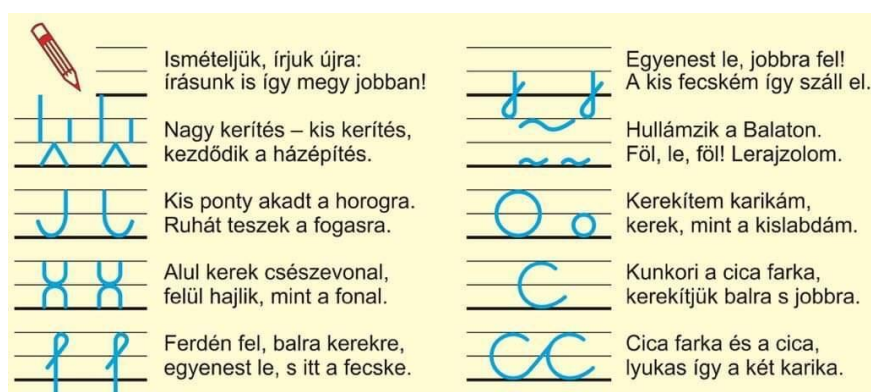 Ismételjük, írjuk újra:
írásunk is így megy jobban!
Nagy kerítés – kis kerítés,
kezdődik a házépítés.
Kis ponty akadt a horogra.
Ruhát teszek a fogasra.
Alul kerek csészevonal,
felül hajlik, mint a fonal.
Ferdén fel, balra kerekre,
egyenest le, s itt a fecske.
Egyenest le, jobbra fel!
A kis fecském így száll el.
Hullámzik a Balaton.
Föl, le, föl! Lerajzolom.
Kerekítem karikám,
kerek, mint a kislabdám.
Kunkori a cica farka,
kerekítjük balra s jobbra.
Cica farka és a cica,
lyukas így a két karika.